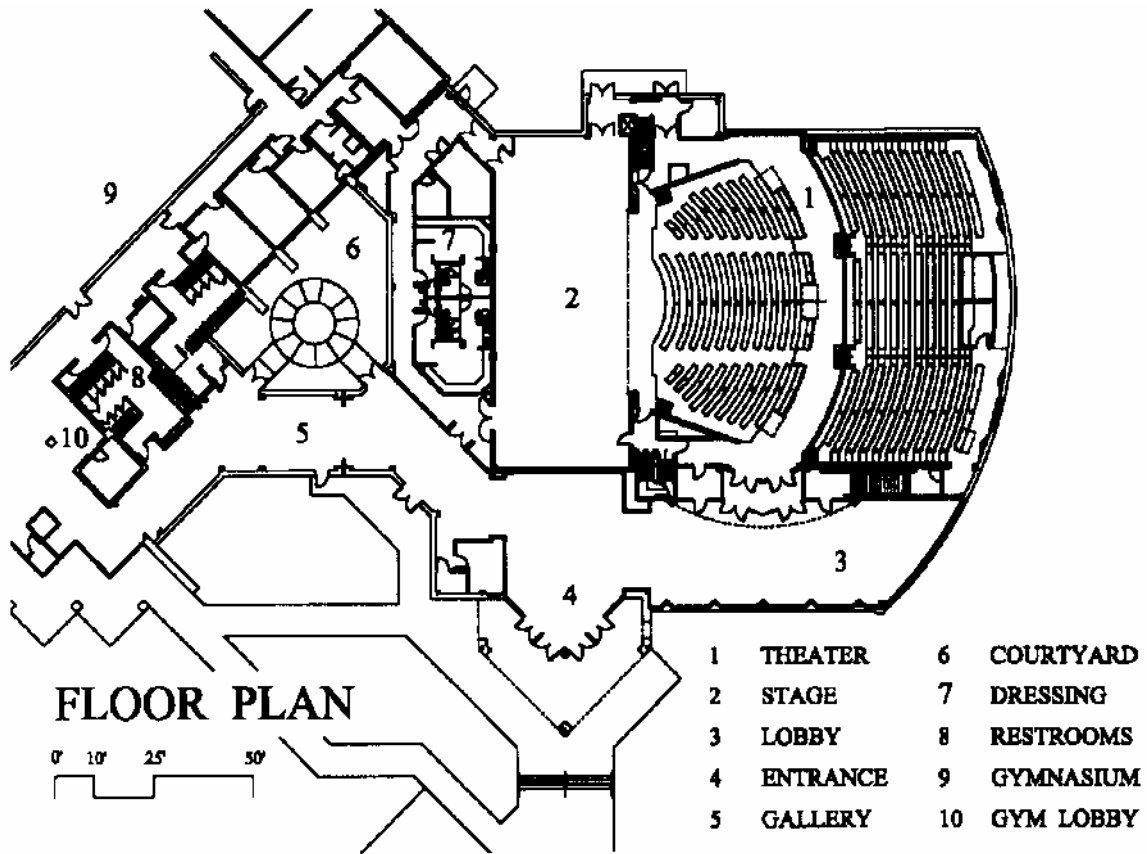 9
1
6
7
2
8
10
5
3
4
FLOOR PLAN
0' 10' 25' 50'
1 THEATER 6 COURTYARD
2 STAGE 7 DRESSING
3 LOBBY 8 RESTROOMS
4 ENTRANCE 9 GYMNASIUM
5 GALLERY 10 GYM LOBBY